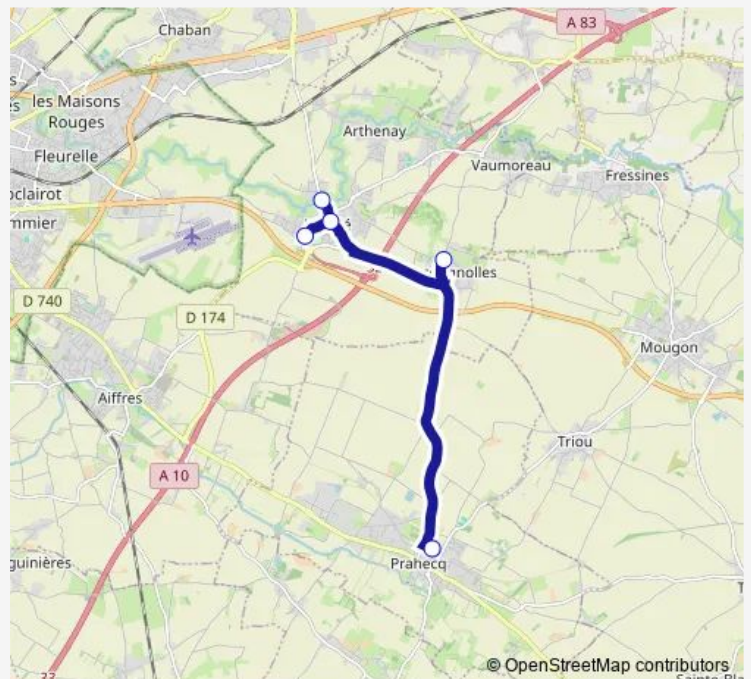 A 83
Chaban
les Maisons
Rouges
Arthenay
Fleurelle
Vaumoreau
Fressines
D 740
D 174
Mougon
Aiffres
Triou
A 10
Prahecq
© OpenStreetMap contributors